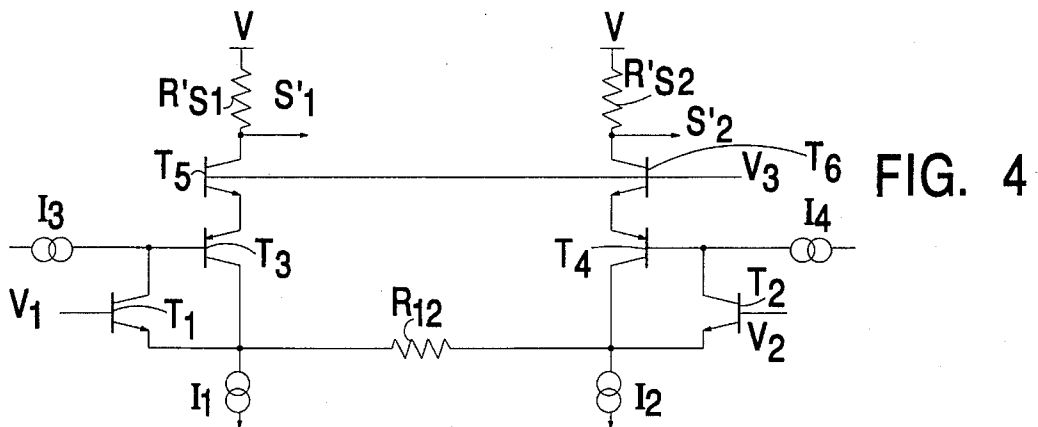 V V
R'S1 S'1 R'S2 S'2
T5 V3 T6
FIG. 4
I3 T3 T4 I4
V1 T1 R12 T2 V2
I1 I2